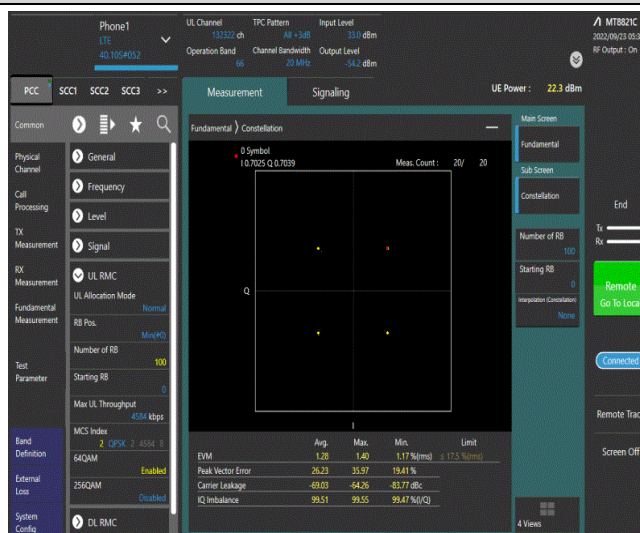 Phone1
LTE
40.105#052
UL Channel TPC Pattern Input Level
132322 ch All +3dB 33.0 dBm
Operation Band Channel Bandwidth Output Level
66 20 MHz -54.2 dBm
MT8821C
2022/09/23 05:3
RF Output : On
PCC SCC1 SCC2 SCC3 >>
Measurement Signaling
UE Power : 22.3 dBm
Common
Physical
Channel
Call
Processing
TX
Measurement
RX
Measurement
Fundamental
Measurement
Test
Parameter
Band
Definition
External
Loss
System
Config
General
Frequency
Level
Signal
UL RMC
UL Allocation Mode
Normal
RB Pos.
Min(#0)
Number of RB
100
Starting RB
0
Max UL Throughput
4584 kbps
MCS Index
2 QPSK 2 4584 8
64QAM
Enabled
256QAM
Disabled
DL RMC
Fundamental Constellation
0 Symbol
I 0.7025 Q 0.7039 Meas. Count : 20/ 20
Q
I
Avg. Max. Min. Limit
EVM 1.28 1.40 1.17 %(rms) ≤ 17.5 %(rms)
Peak Vector Error 26.23 35.97 19.41 %
Carrier Leakage -69.03 -64.26 -83.77 dBc
IQ Imbalance 99.51 99.55 99.47 %(I/Q)
Main Screen
Fundamental
Sub Screen
Constellation
Number of RB
100
Starting RB
0
Interpolation (Constellation)
None
4 Views
End
Tx
Rx
Remote
Go To Loca
Connected
Remote Trac
Screen Off